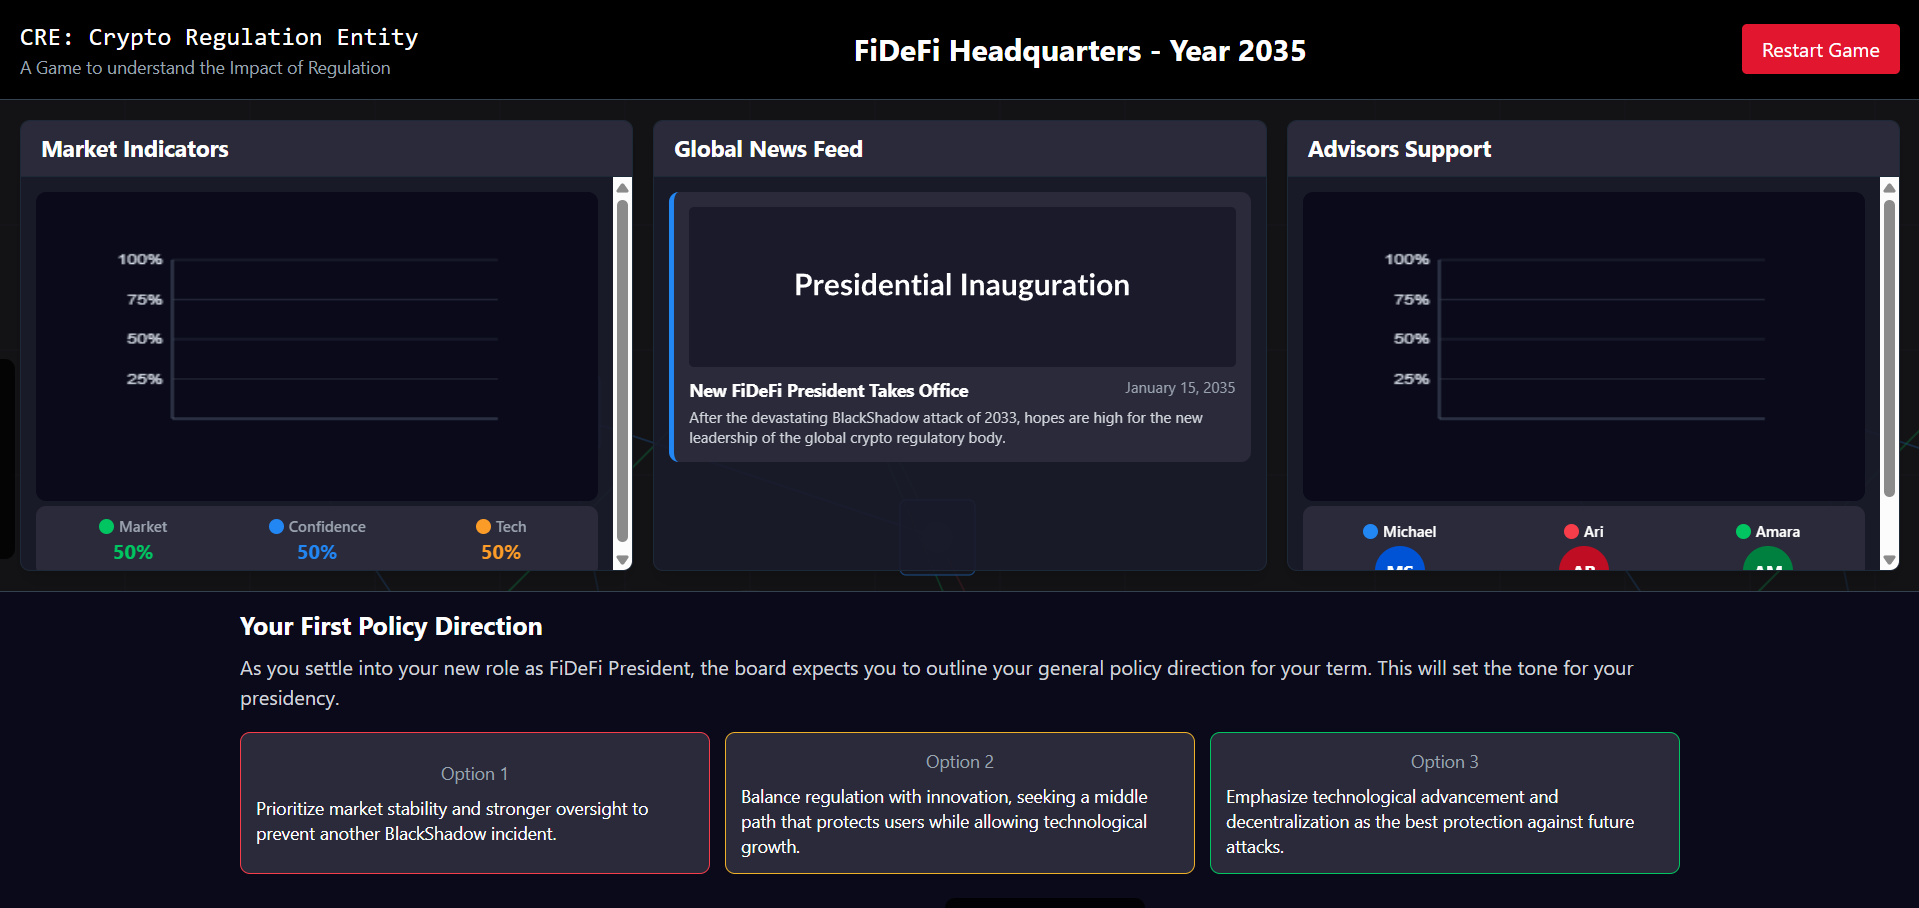 CRE: Crypto Regulation Entity
A Game to understand the Impact of Regulation
FiDeFi Headquarters - Year 2035
Restart Game
Market Indicators
100%
75%
50%
25%
Market
50%
Confidence
50%
Tech
50%
Global News Feed
Presidential Inauguration
New FiDeFi President Takes Office
January 15, 2035
After the devastating BlackShadow attack of 2033, hopes are high for the new
leadership of the global crypto regulatory body.
Advisors Support
100%
75%
50%
25%
Michael
MS
Ari
AR
Amara
AM
Your First Policy Direction
As you settle into your new role as FiDeFi President, the board expects you to outline your general policy direction for your term. This will set the tone for your
presidency.
Option 1
Prioritize market stability and stronger oversight to
prevent another BlackShadow incident.
Option 2
Balance regulation with innovation, seeking a middle
path that protects users while allowing technological
growth.
Option 3
Emphasize technological advancement and
decentralization as the best protection against future
attacks.